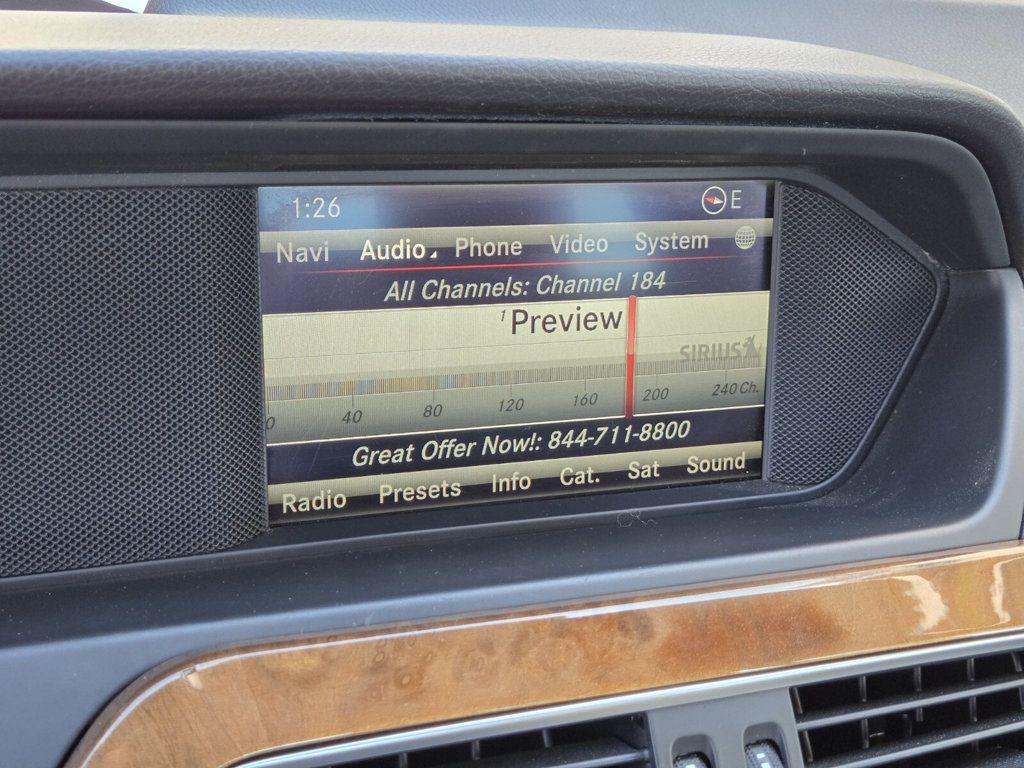 1:26 E
Navi Audio Phone Video System
All Channels: Channel 184
1 Preview
SIRIUS
0 40 80 120 160 200 240 Ch.
Great Offer Now!: 844-711-8800
Radio Presets Info Cat. Sat Sound